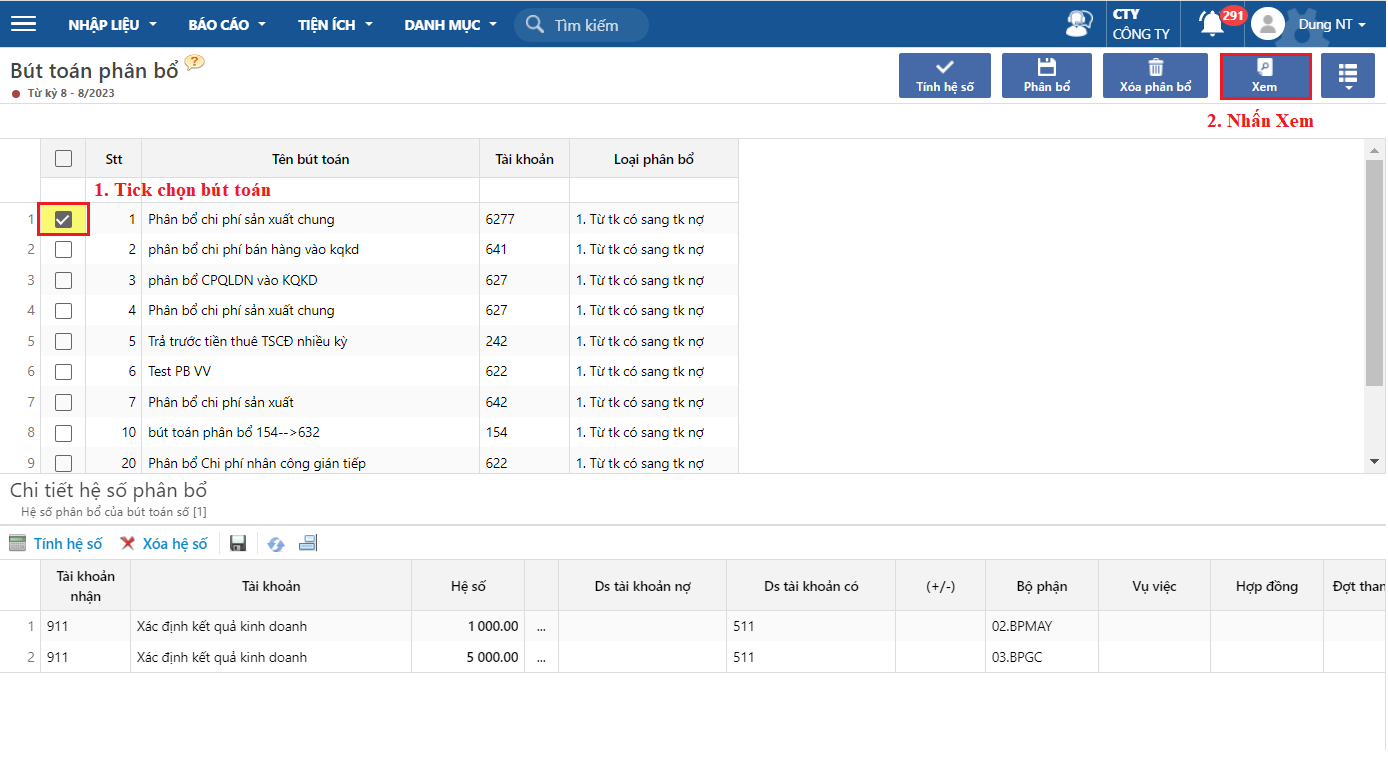 NHẬP LIỆU BÁO CÁO TIỆN ÍCH DANH MỤC Tìm kiếm CTY CÔNG TY 291 Dung NT
Bút toán phân bổ ?
Từ kỳ 8 - 8/2023
Tính hệ số Phân bổ Xóa phân bổ Xem
2. Nhấn Xem
Stt Tên bút toán Tài khoản Loại phân bổ
1. Tick chọn bút toán
1 1 Phân bổ chi phí sản xuất chung 6277 1. Từ tk có sang tk nợ
2 2 phân bổ chi phí bán hàng vào kqkd 641 1. Từ tk có sang tk nợ
3 3 phân bổ CPQLDN vào KQKD 627 1. Từ tk có sang tk nợ
4 4 Phân bổ chi phí sản xuất chung 627 1. Từ tk có sang tk nợ
5 5 Trả trước tiền thuê TSCĐ nhiều kỳ 242 1. Từ tk có sang tk nợ
6 6 Test PB VV 622 1. Từ tk có sang tk nợ
7 7 Phân bổ chi phí sản xuất 642 1. Từ tk có sang tk nợ
8 10 bút toán phân bổ 154-->632 154 1. Từ tk có sang tk nợ
9 20 Phân bổ Chi phí nhân công gián tiếp 622 1. Từ tk có sang tk nợ
Chi tiết hệ số phân bổ
Hệ số phân bổ của bút toán số [1]
Tính hệ số Xóa hệ số
Tài khoản nhận Tài khoản Hệ số Ds tài khoản nợ Ds tài khoản có (+/-) Bộ phận Vụ việc Hợp đồng Đợt than
1 911 Xác định kết quả kinh doanh 1 000.00 ... 511 02.BPMAY
2 911 Xác định kết quả kinh doanh 5 000.00 ... 511 03.BPGC